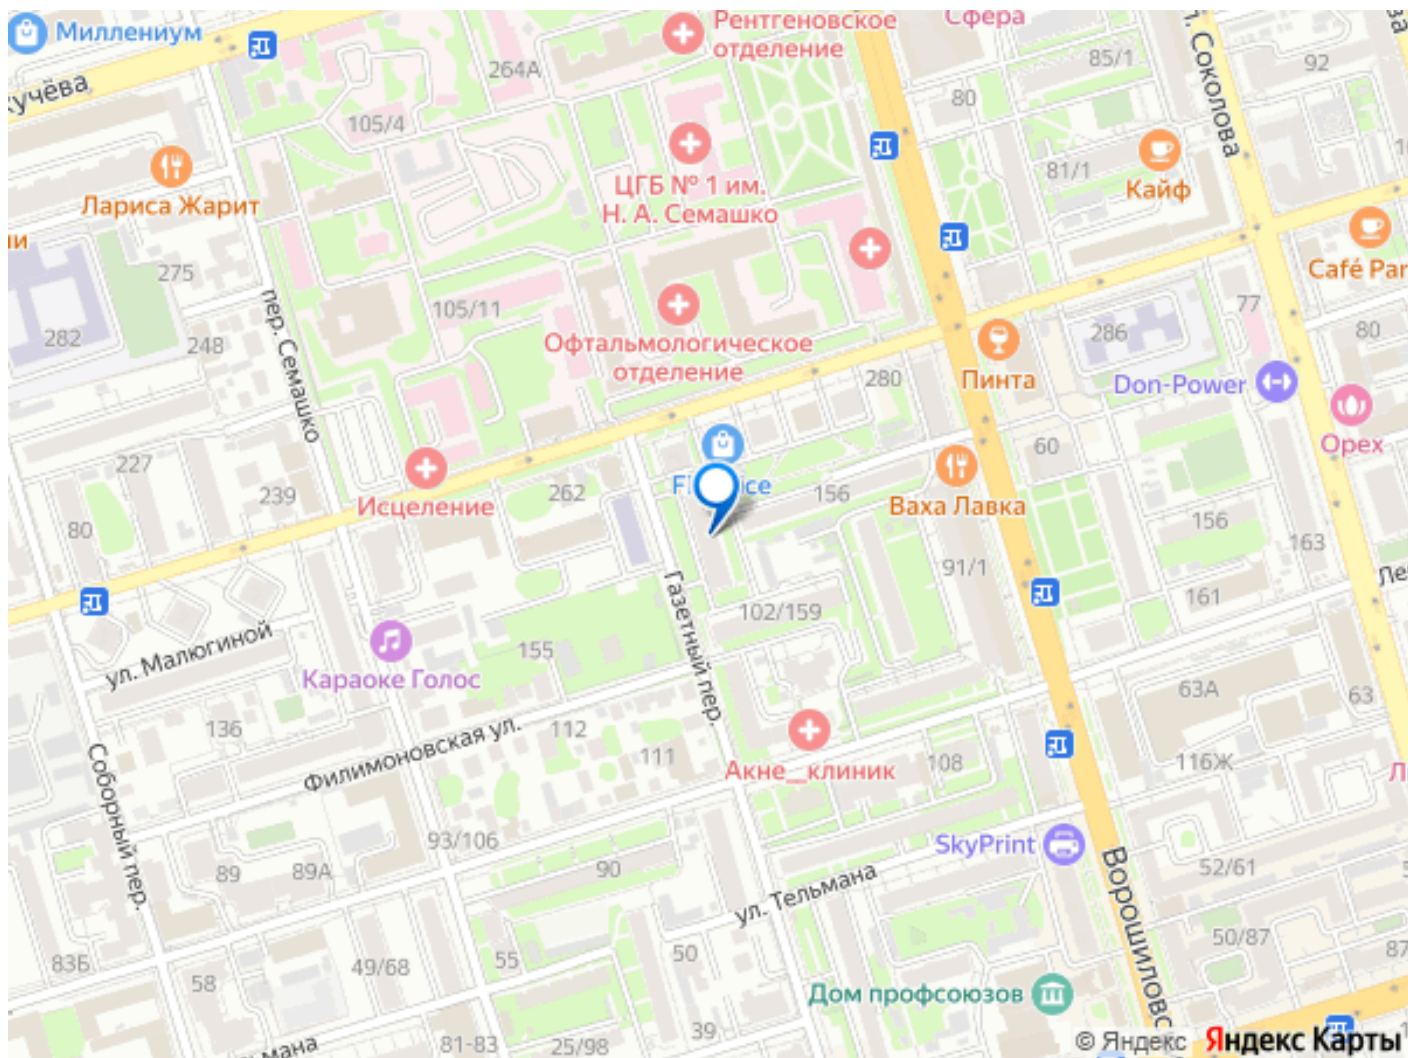 Миллениум
Рентгеновское
отделение
Сфера
кучёва
264А
85/1
л. Соколова
92
80
105/4
Лариса Жарит
ЦГБ № 1 им.
Н. А. Семашко
81/1
Кайф
ли
275
Café Par
282
248
пер. Семашко
105/11
Офтальмологическое
отделение
77
286
80
280
Пинта
Don-Power
Орех
227
239
Исцеление
262
156
60
Ваха Лавка
80
156
163
91/1
Ле
ул. Малюгиной
Газетный пер.
102/159
161
155
Караоке Голос
63А
63
136
Филимоновская ул.
112
111
Соборный пер.
Акне_клиник
108
116Ж
93/106
SkyPrint
89
89А
90
ул. Тельмана
52/61
Ворошиловс
83Б
58
49/68
55
50
50/87
87
Дом профсоюзов
39
81-83
25/98
© Яндекс Яндекс Карты